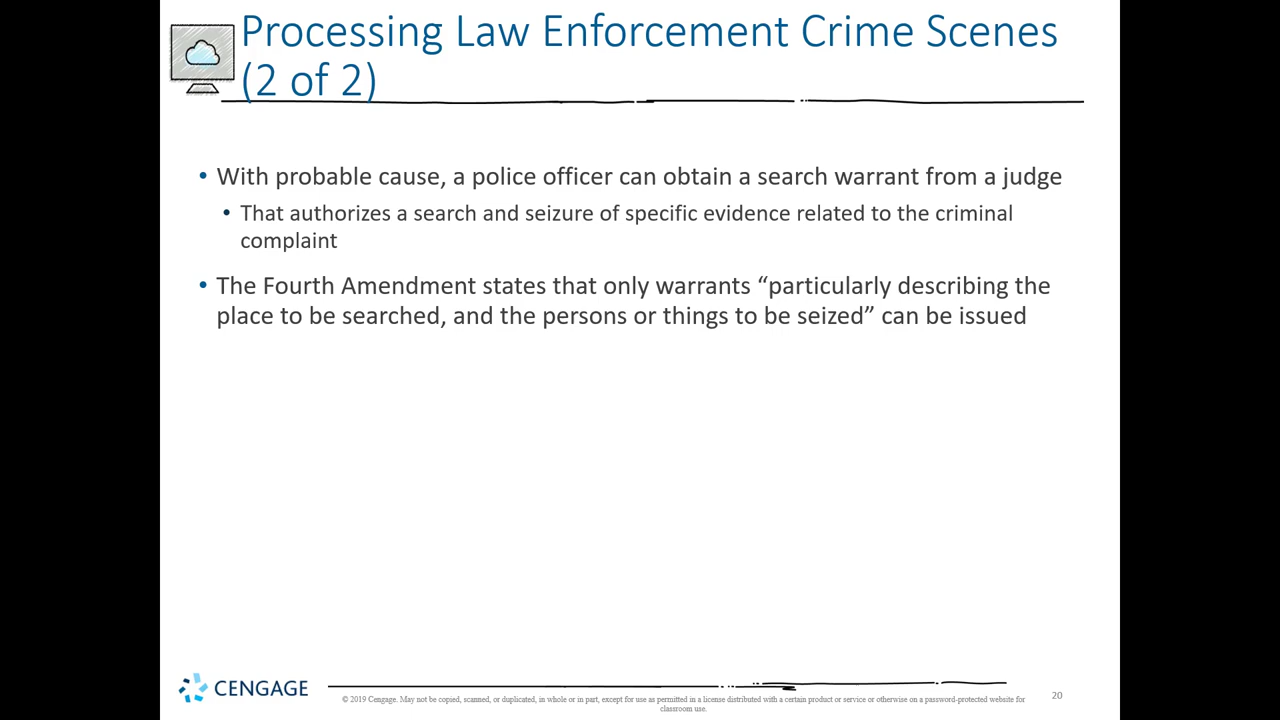 Processing Law Enforcement Crime Scenes
(2 of 2)
• With probable cause, a police officer can obtain a search warrant from a judge
• That authorizes a search and seizure of specific evidence related to the criminal
complaint
• The Fourth Amendment states that only warrants “particularly describing the
place to be searched, and the persons or things to be seized” can be issued
CENGAGE
© 2019 Cengage. May not be copied, scanned, or duplicated, in whole or in part, except for use as permitted in a license distributed with a certain product or service or otherwise on a password-protected website for
classroom use.
20